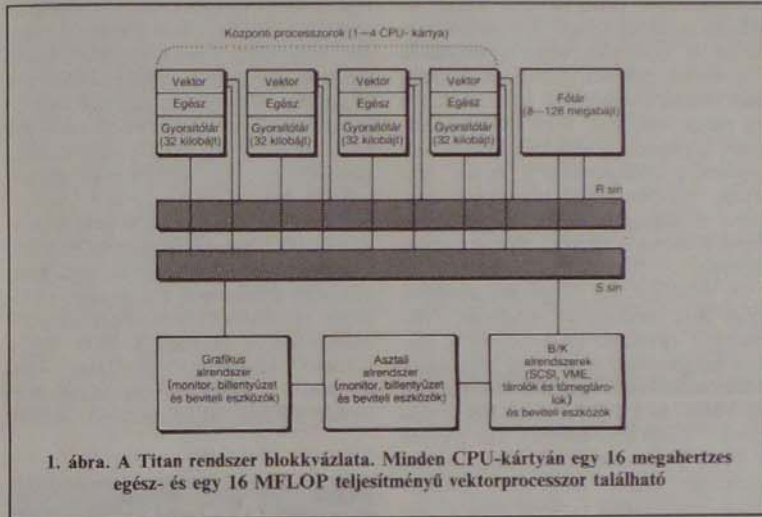 Központi processzorok (1—4 CPU- kártya)
Vektor
Egész
Gyorsítótár
(32 kilobájt)
Vektor
Egész
Gyorsítótár
(32 kilobájt)
Vektor
Egész
Gyorsítótár
(32 kilobájt)
Vektor
Egész
Gyorsítótár
(32 kilobájt)
Főtár
(8—128 megabájt)
R sín
S sín
Grafikus
alrendszer
(monitor, billentyűzet
és beviteli eszközök)
Asztali
alrendszer
(monitor, billentyűzet
és beviteli eszközök)
B/K
alrendszerek
(SCSI, VME,
tárolók és tömegtáro-
lok)
és beviteli eszközök
1. ábra. A Titan rendszer blokkvázlata. Minden CPU-kártyán egy 16 megahertzes
egész- és egy 16 MFLOP teljesítményű vektorprocesszor található